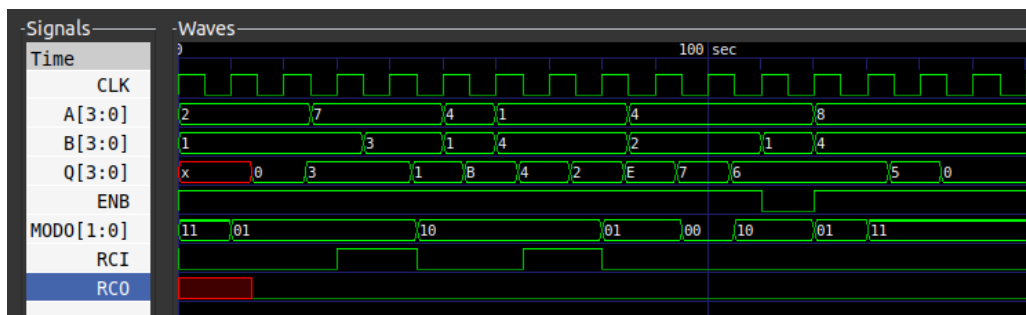 Signals Waves
Time 0 100 sec
CLK
A[3:0] 2 7 4 1 4 8
B[3:0] 1 3 1 4 2 1 4
Q[3:0] x 0 3 1 B 4 2 E 7 6 5 0
ENB
MODO[1:0] 11 01 10 01 00 10 01 11
RCI
RCO